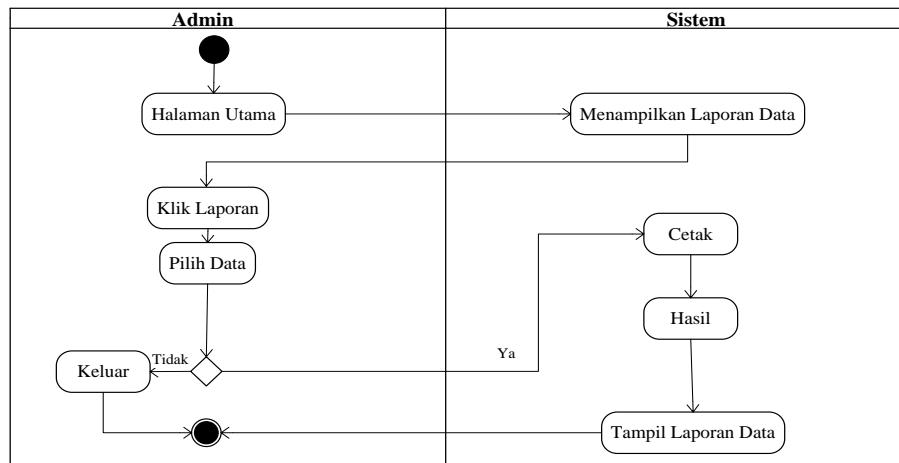 Admin
Sistem
Halaman Utama
Menampilkan Laporan Data
Klik Laporan
Cetak
Pilih Data
Hasil
Tidak
Ya
Keluar
Tampil Laporan Data